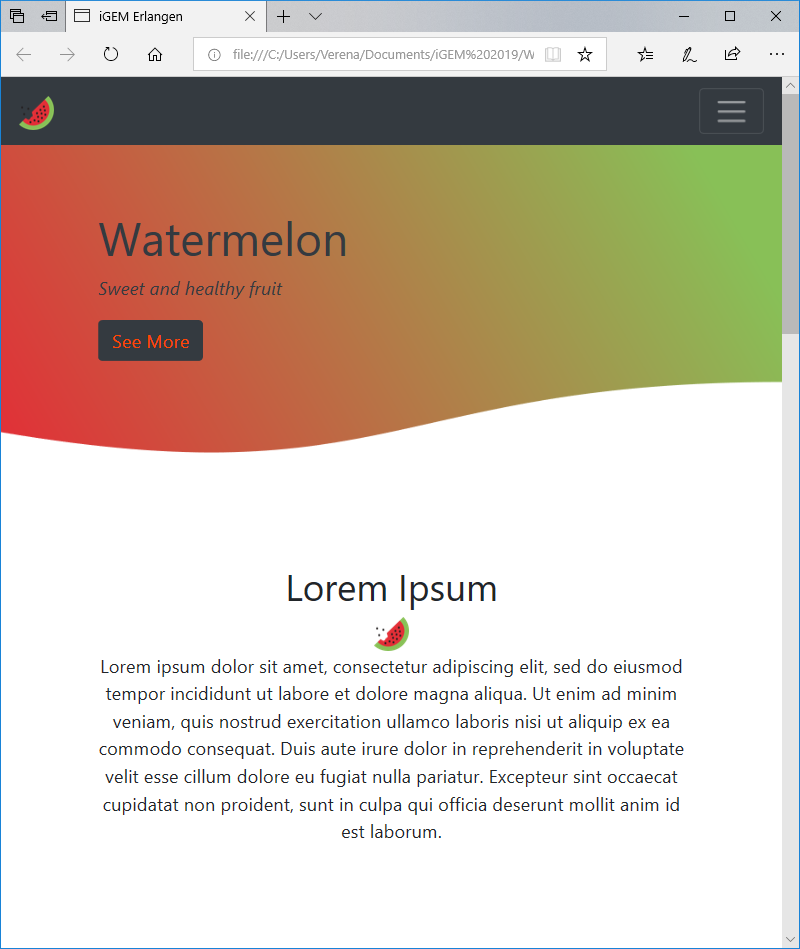 iGEM Erlangen
file:///C:/Users/Verena/Documents/iGEM%202019/W
Watermelon
Sweet and healthy fruit
See More
Lorem Ipsum
Lorem ipsum dolor sit amet, consectetur adipiscing elit, sed do eiusmod
tempor incididunt ut labore et dolore magna aliqua. Ut enim ad minim
veniam, quis nostrud exercitation ullamco laboris nisi ut aliquip ex ea
commodo consequat. Duis aute irure dolor in reprehenderit in voluptate
velit esse cillum dolore eu fugiat nulla pariatur. Excepteur sint occaecat
cupidatat non proident, sunt in culpa qui officia deserunt mollit anim id
est laborum.